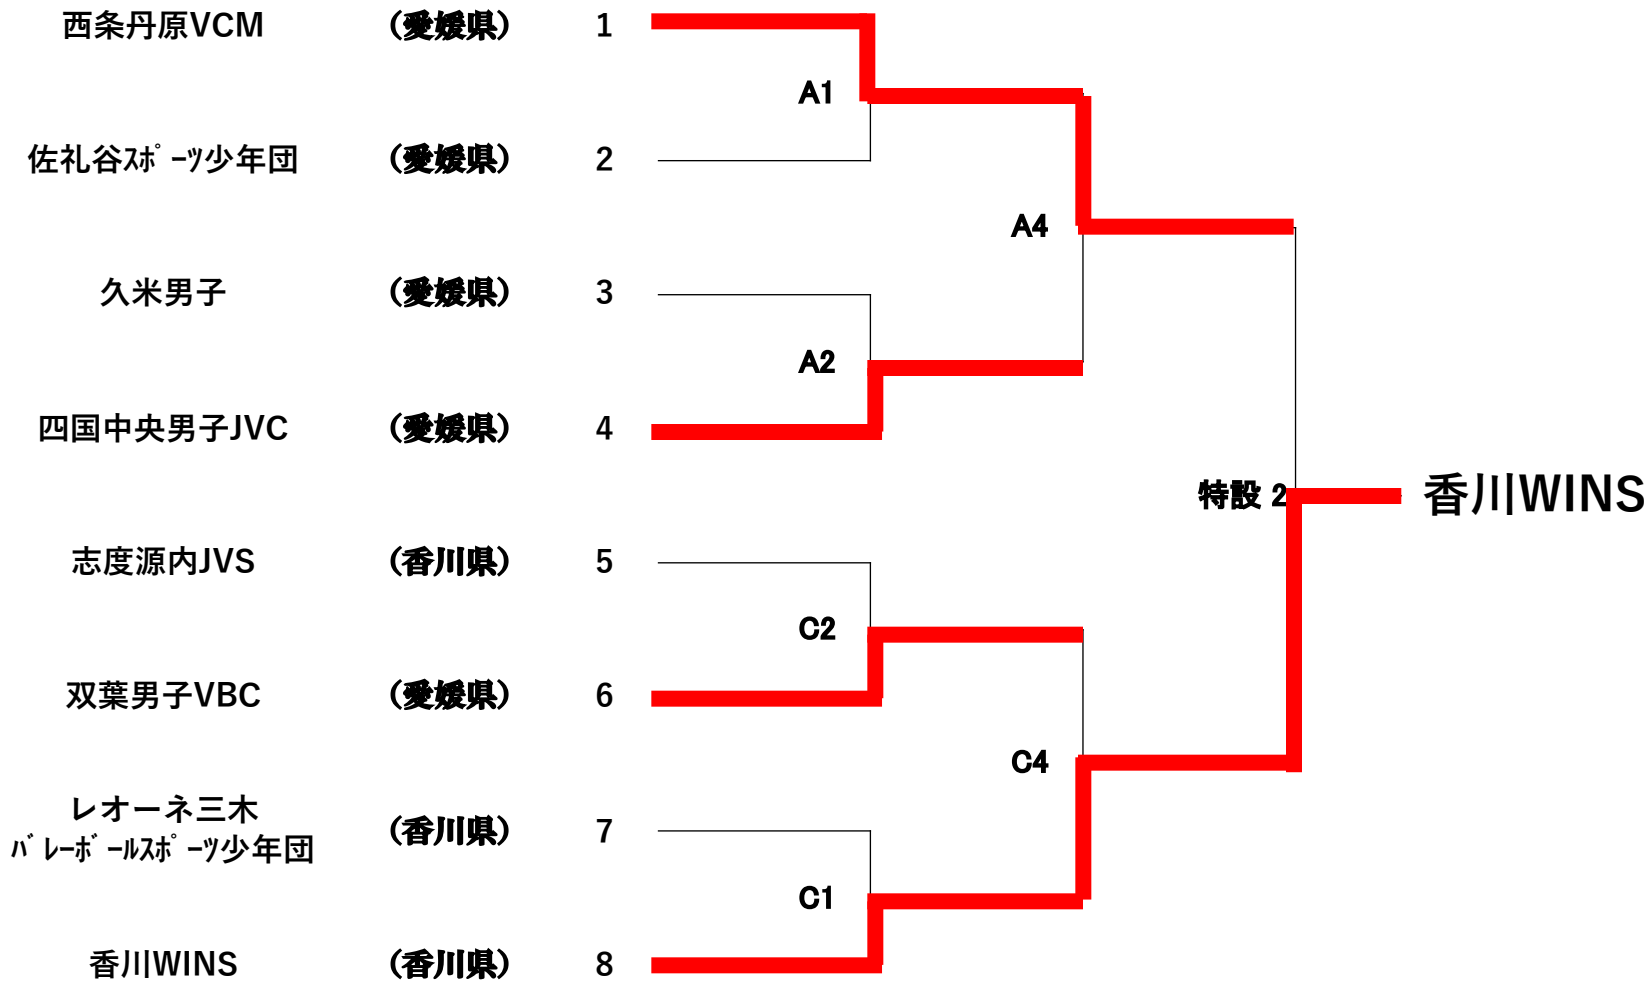 西条丹原VCM (愛媛県) 1
A1
佐礼谷ｽﾎﾟｰﾂ少年団 (愛媛県) 2
A4
久米男子 (愛媛県) 3
A2
四国中央男子JVC (愛媛県) 4
特設 2 香川WINS
志度源内JVS (香川県) 5
C2
双葉男子VBC (愛媛県) 6
C4
レオーネ三木
ﾊﾞﾚｰﾎﾞｰﾙｽﾎﾟｰﾂ少年団 (香川県) 7
C1
香川WINS (香川県) 8